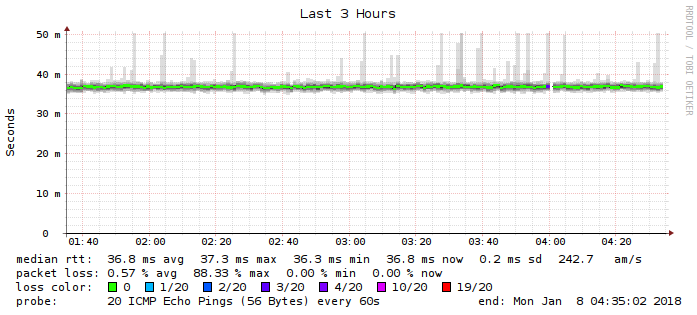 Last 3 Hours
RRDTOOL / TOBI OETIKER
Seconds
50 m
40 m
30 m
20 m
10 m
0
01:40 02:00 02:20 02:40 03:00 03:20 03:40 04:00 04:20
median rtt: 36.8 ms avg 37.3 ms max 36.3 ms min 36.8 ms now 0.2 ms sd 242.7 am/s
packet loss: 0.57 % avg 88.33 % max 0.00 % min 0.00 % now
loss color: 0 1/20 2/20 3/20 4/20 10/20 19/20
probe: 20 ICMP Echo Pings (56 Bytes) every 60s end: Mon Jan 8 04:35:02 2018